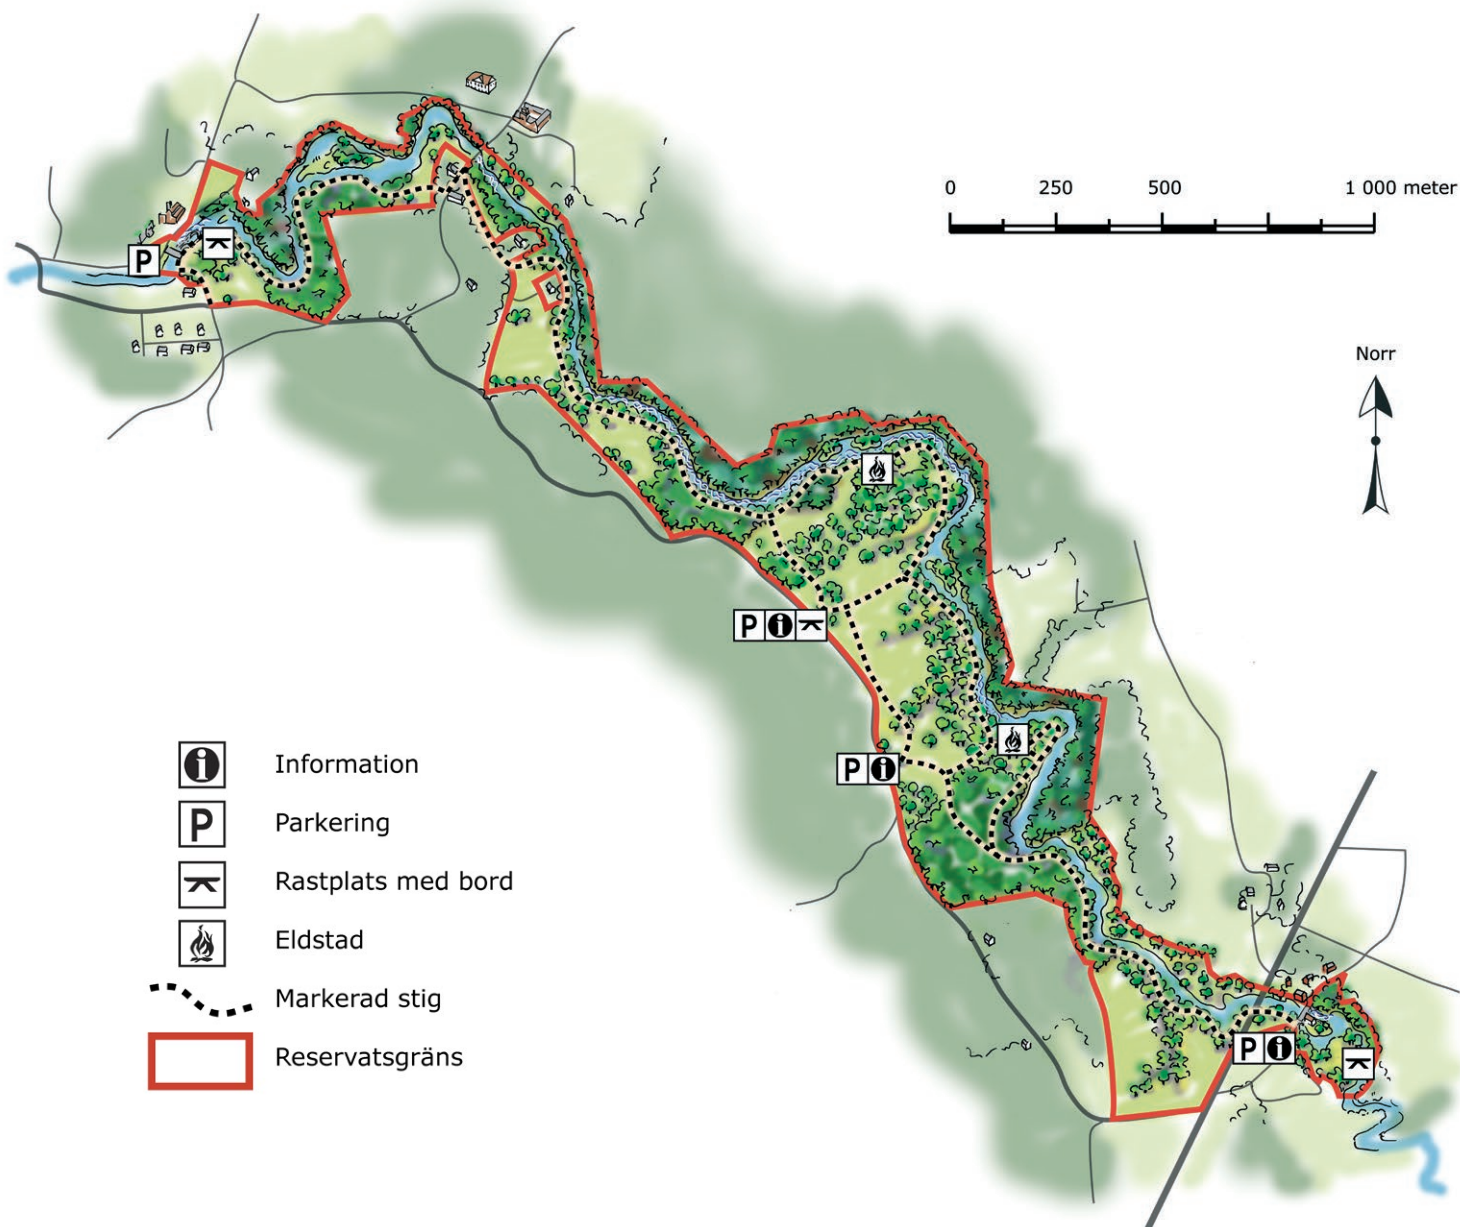 0 250 500 1 000 meter
Norr
P
P i
P i
P i
i Information
P Parkering
Rastplats med bord
Eldstad
Markerad stig
Reservatsgräns